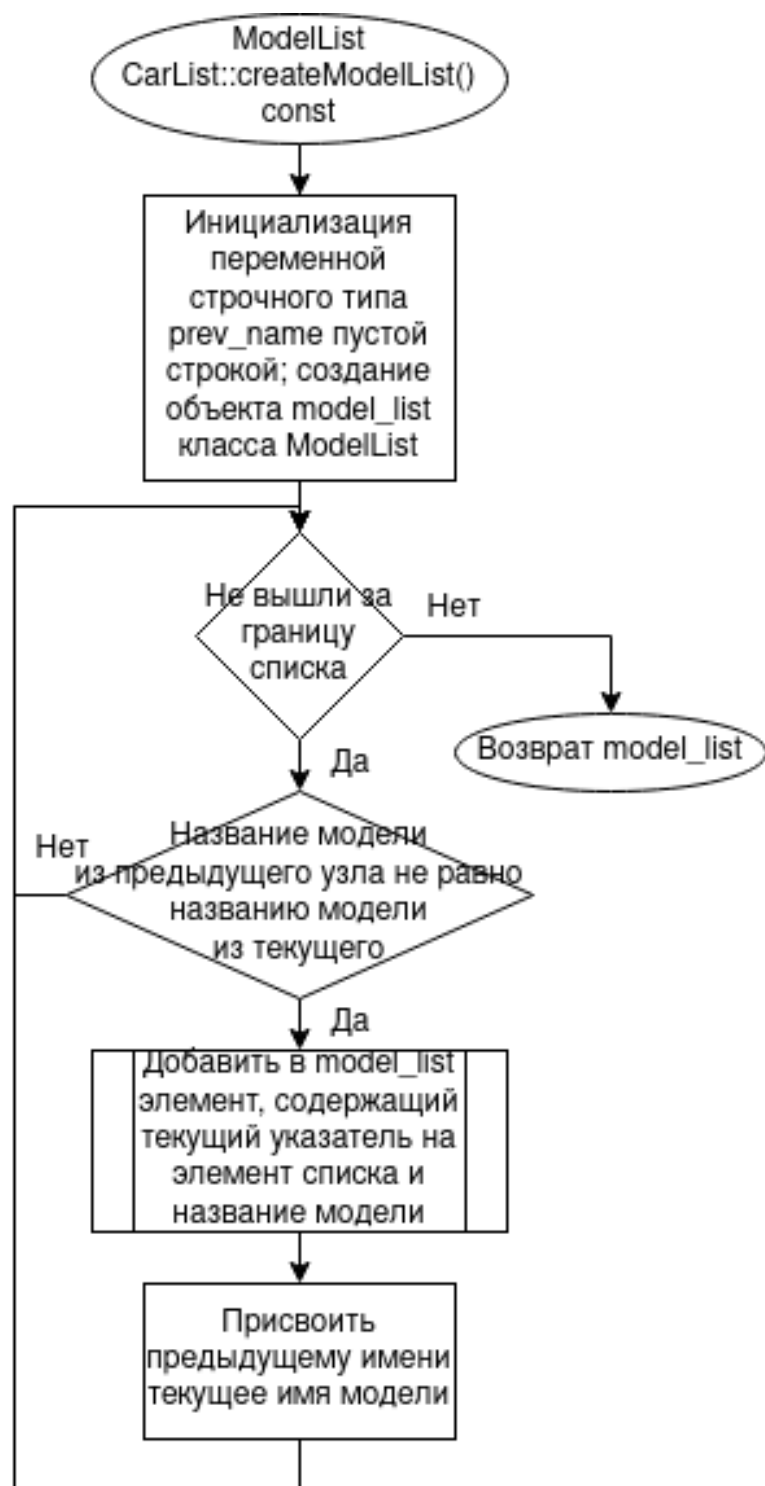 ModelList
CarList::createModelList()
const
Инициализация
переменной
строчного типа
prev_name пустой
строкой; создание
объекта model_list
класса ModelList
Не вышли за
границу
списка
Нет
Возврат model_list
Да
Нет
Название модели
из предыдущего узла не равно
названию модели
из текущего
Да
Добавить в model_list
элемент, содержащий
текущий указатель на
элемент списка и
название модели
Присвоить
предыдущему имени
текущее имя модели